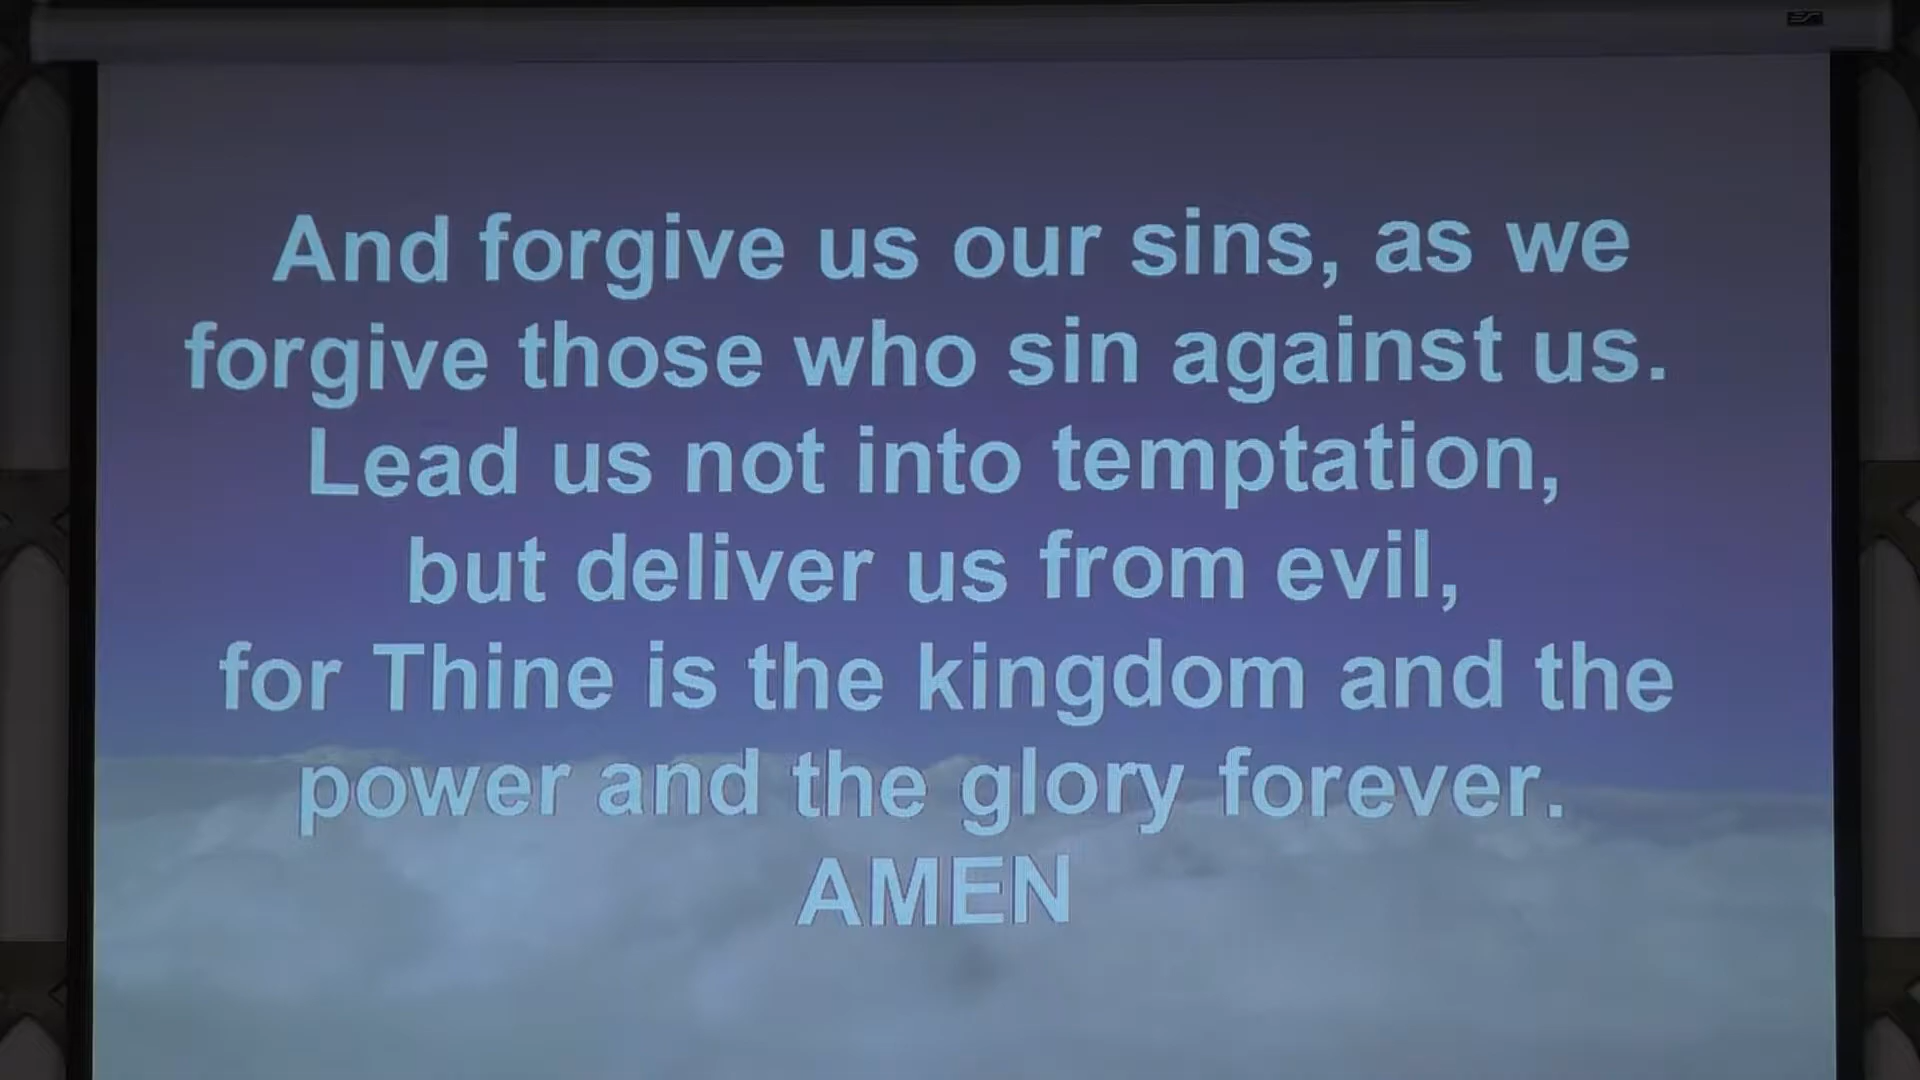 And forgive us our sins, as we
forgive those who sin against us.
Lead us not into temptation,
but deliver us from evil,
for Thine is the kingdom and the
power and the glory forever.
AMEN